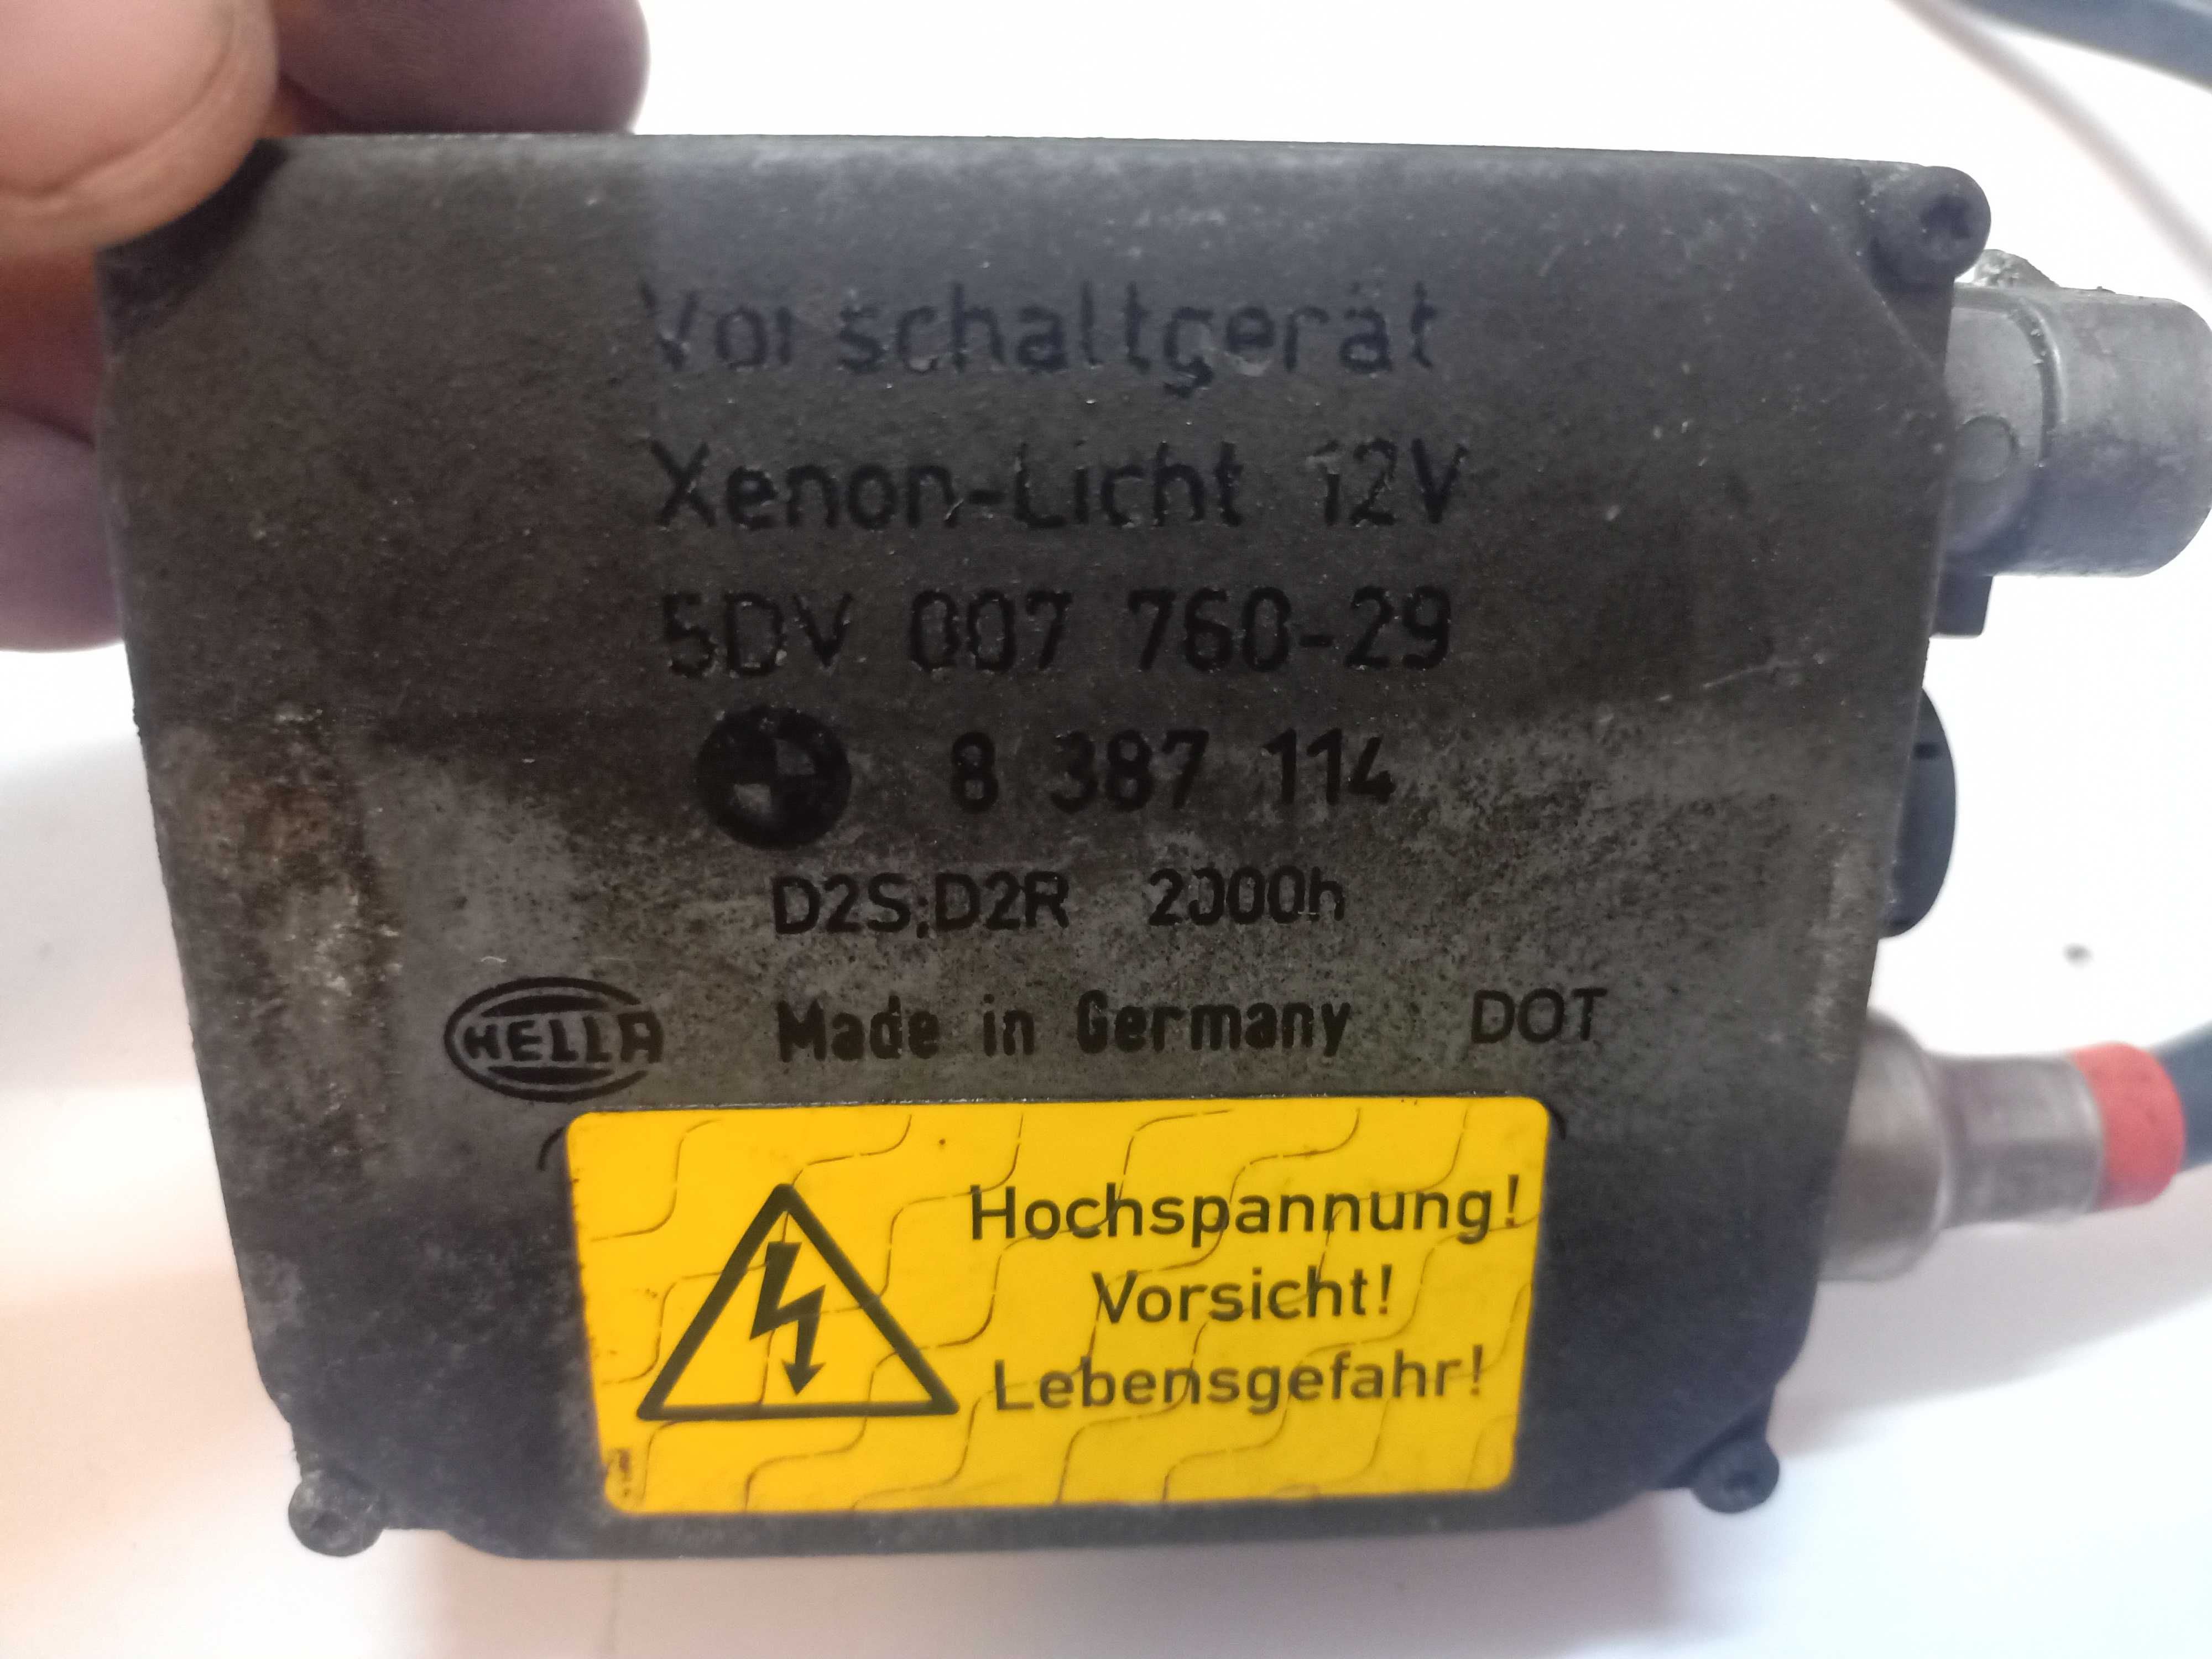 Vorschaltgerät
Xenon-Licht 12V
5DV 007 760-29
8 387 114
D2S;D2R 2000h
HELLA Made in Germany DOT
Hochspannung!
Vorsicht!
Lebensgefahr!